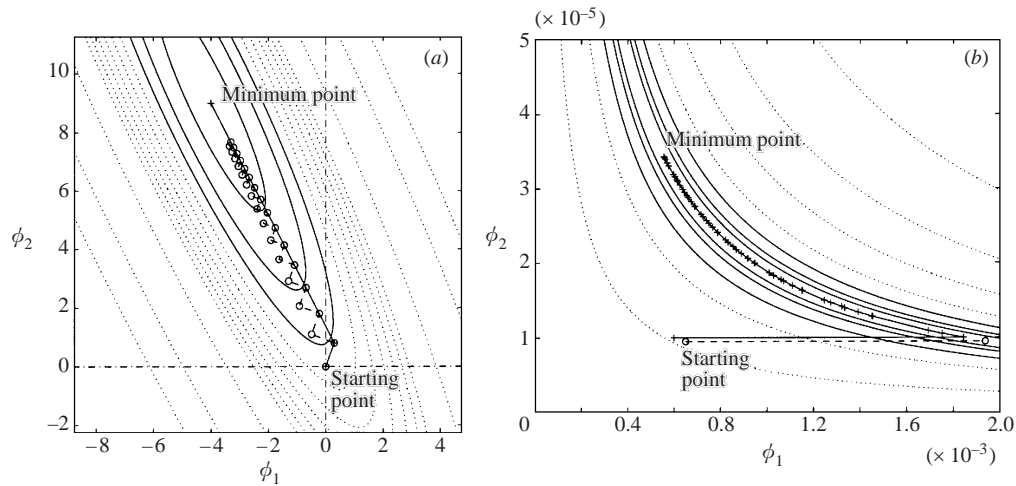 (× 10⁻⁵)
10
8
6
4
2
0
−2
ϕ₂
(a)
Minimum point
Starting
point
−8
−6
−4
−2
0
2
4
ϕ₁
5
4
3
2
1
0
ϕ₂
(b)
Minimum point
Starting
point
0.4
0.8
1.2
1.6
2.0
ϕ₁
(× 10⁻³)